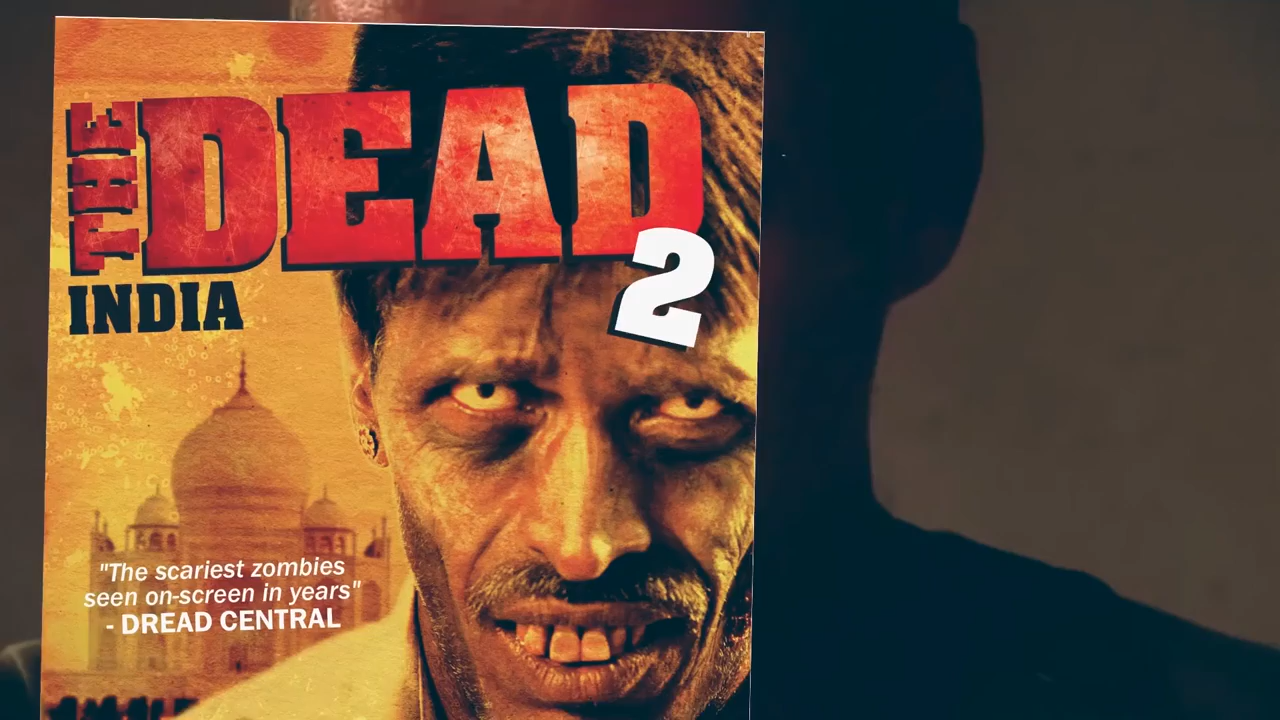 THE DEAD
2
INDIA
"The scariest zombies
seen on-screen in years"
- DREAD CENTRAL